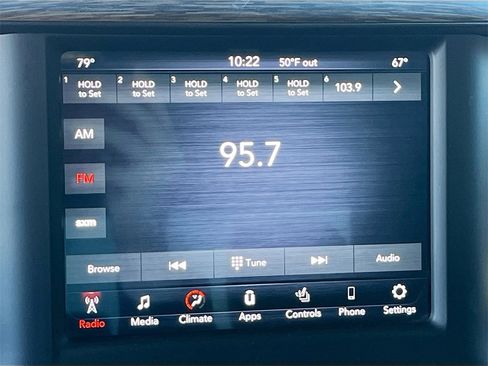 79° 10:22 50°F out 67°
1 HOLD to Set 2 HOLD to Set 3 HOLD to Set 4 HOLD to Set 5 HOLD to Set 6 103.9
AM
95.7
FM
sxm
Browse Tune Audio
Radio Media Climate Apps Controls Phone Settings